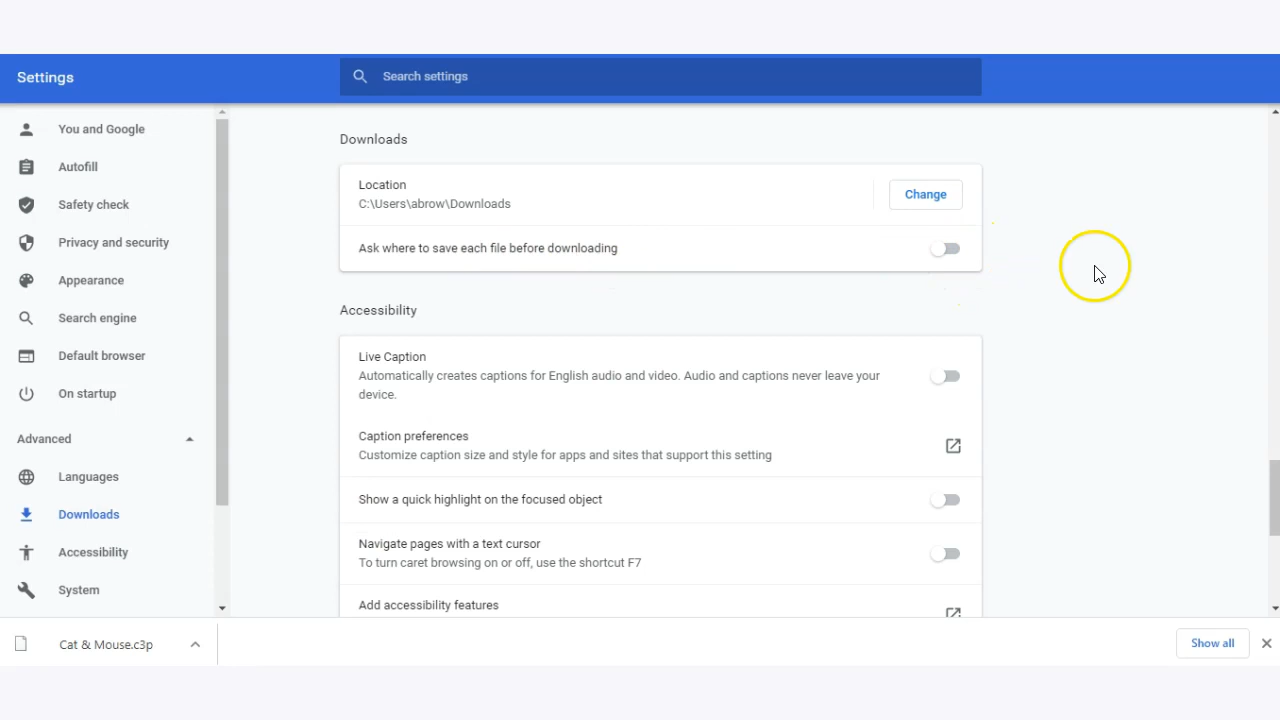 Settings
Search settings
You and Google
Autofill
Safety check
Privacy and security
Appearance
Search engine
Default browser
On startup
Advanced
Languages
Downloads
Accessibility
System
Downloads
Location
C:\Users\abrow\Downloads
Change
Ask where to save each file before downloading
Accessibility
Live Caption
Automatically creates captions for English audio and video. Audio and captions never leave your
device.
Caption preferences
Customize caption size and style for apps and sites that support this setting
Show a quick highlight on the focused object
Navigate pages with a text cursor
To turn caret browsing on or off, use the shortcut F7
Add accessibility features
Cat & Mouse.c3p
Show all